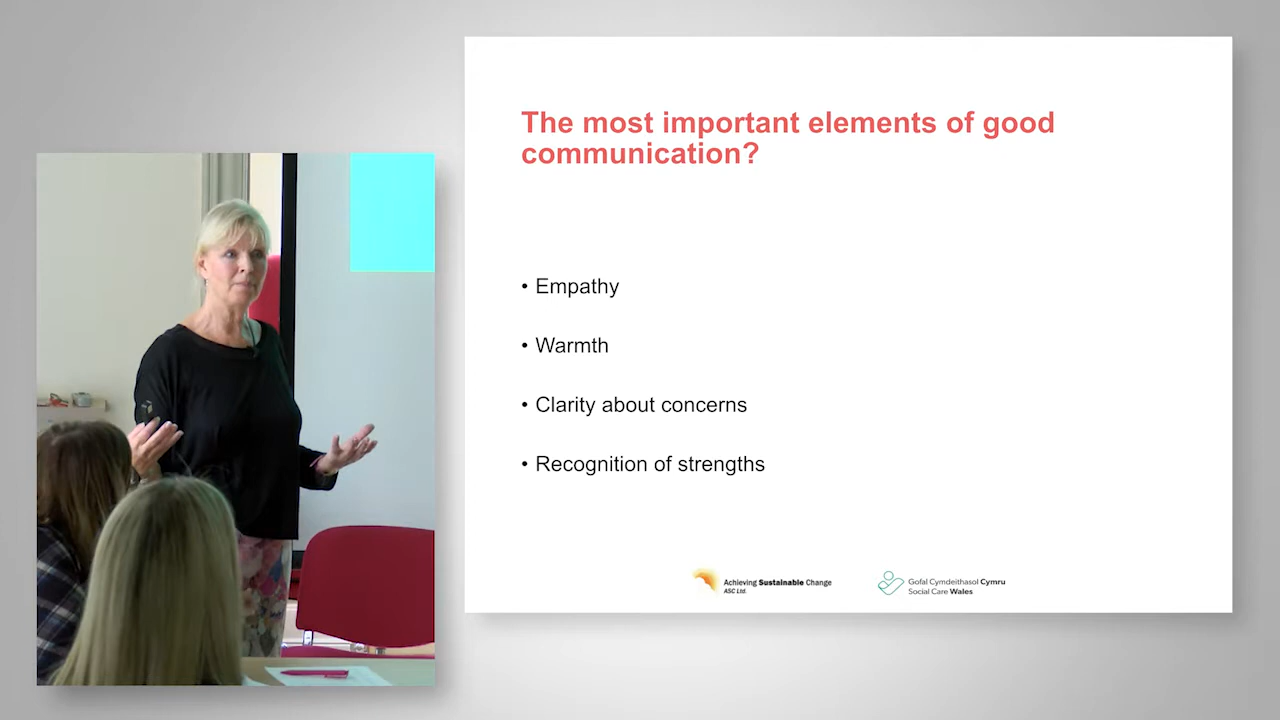 The most important elements of good
communication?
• Empathy
• Warmth
• Clarity about concerns
• Recognition of strengths
Achieving Sustainable Change
ASC Ltd.
Gofal Cymdeithasol Cymru
Social Care Wales